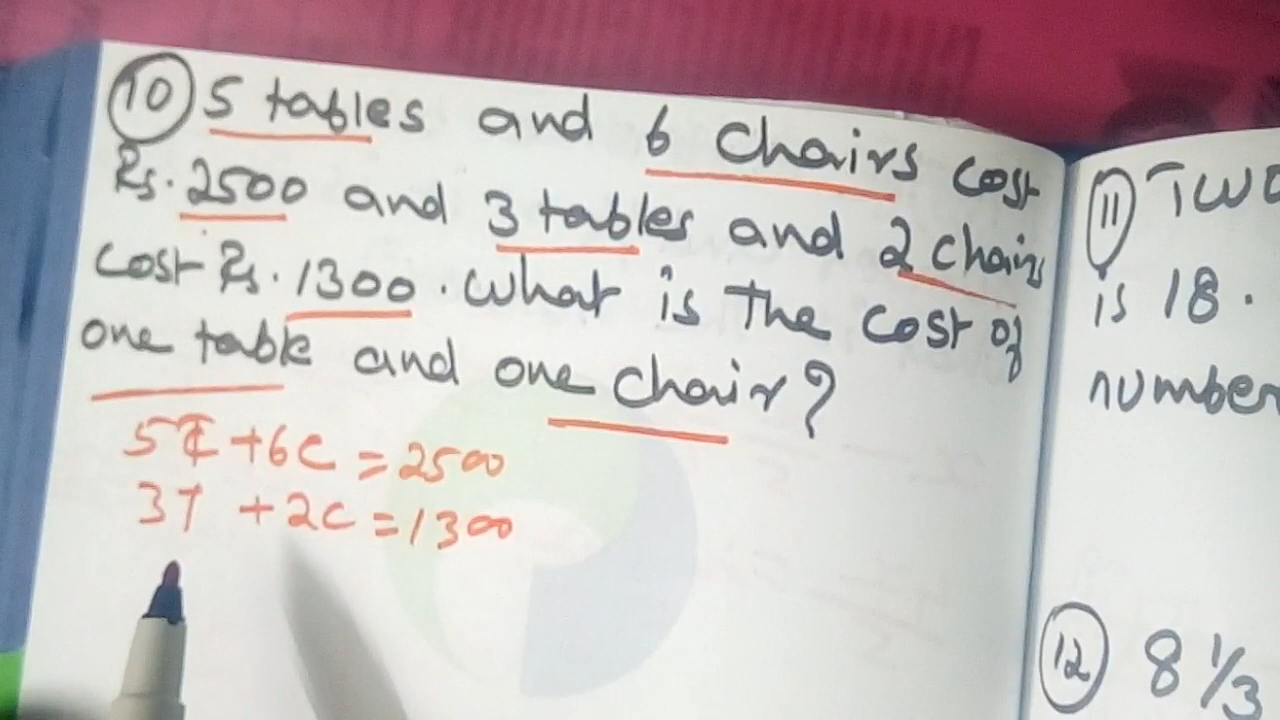 10 5 tables and 6 Chairs cost
Rs. 2500 and 3 tables and 2 chairs
cost Rs. 1300. What is the cost of
one table and one chair?
5T + 6C = 2500
3T + 2C = 1300
11 TWO
is 18.
number
12 8 1/3